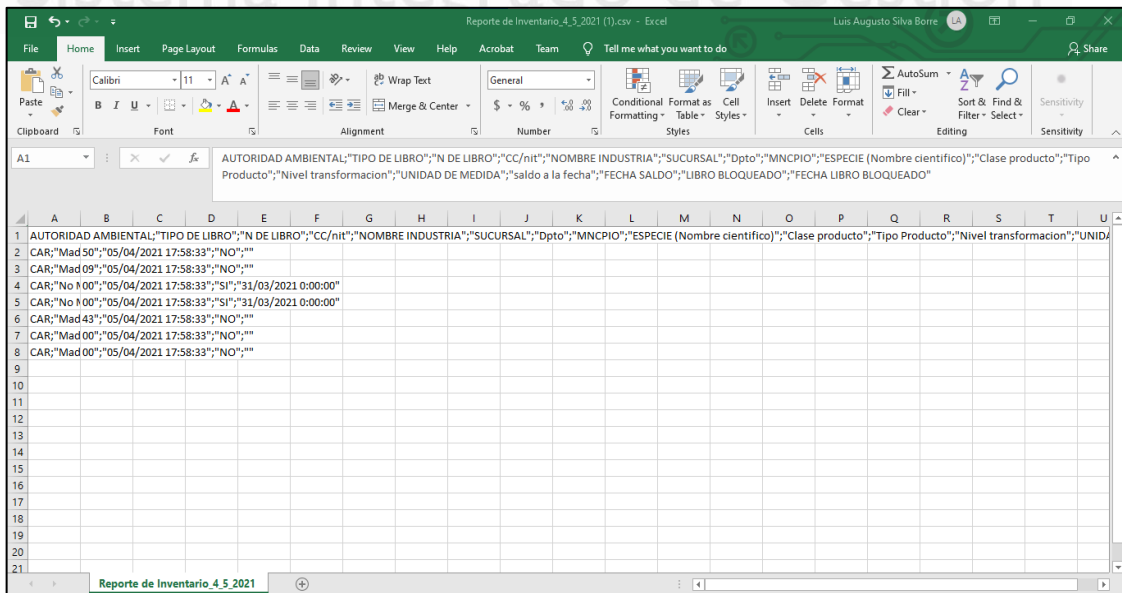 Sistema Integrado de Gestión
Reporte de Inventario_4_5_2021 (1).csv - Excel
Luis Augusto Silva Borre LA
File Home Insert Page Layout Formulas Data Review View Help Acrobat Team Tell me what you want to do Share
Calibri 11 A A Wrap Text General AutoSum
Paste B I U A Merge & Center $ % , Conditional Formatting Format as Table Cell Styles Insert Delete Format Fill Clear Sort & Filter Find & Select Sensitivity
Clipboard Font Alignment Number Styles Cells Editing Sensitivity
A1 fx AUTORIDAD AMBIENTAL;"TIPO DE LIBRO";"N DE LIBRO";"CC/nit";"NOMBRE INDUSTRIA";"SUCURSAL";"Dpto";"MNCPIO";"ESPECIE (Nombre cientifico)";"Clase producto";"Tipo
Producto";"Nivel transformacion";"UNIDAD DE MEDIDA";"saldo a la fecha";"FECHA SALDO";"LIBRO BLOQUEADO";"FECHA LIBRO BLOQUEADO"
A B C D E F G H I J K L M N O P Q R S T U
1 AUTORIDAD AMBIENTAL;"TIPO DE LIBRO";"N DE LIBRO";"CC/nit";"NOMBRE INDUSTRIA";"SUCURSAL";"Dpto";"MNCPIO";"ESPECIE (Nombre cientifico)";"Clase producto";"Tipo Producto";"Nivel transformacion";"UNIDA
2 CAR;"Mad 50";"05/04/2021 17:58:33";"NO";""
3 CAR;"Mad 09";"05/04/2021 17:58:33";"NO";""
4 CAR;"No M 00";"05/04/2021 17:58:33";"SI";"31/03/2021 0:00:00"
5 CAR;"No M 00";"05/04/2021 17:58:33";"SI";"31/03/2021 0:00:00"
6 CAR;"Mad 43";"05/04/2021 17:58:33";"NO";""
7 CAR;"Mad 00";"05/04/2021 17:58:33";"NO";""
8 CAR;"Mad 00";"05/04/2021 17:58:33";"NO";""
9
10
11
12
13
14
15
16
17
18
19
20
21
Reporte de Inventario_4_5_2021